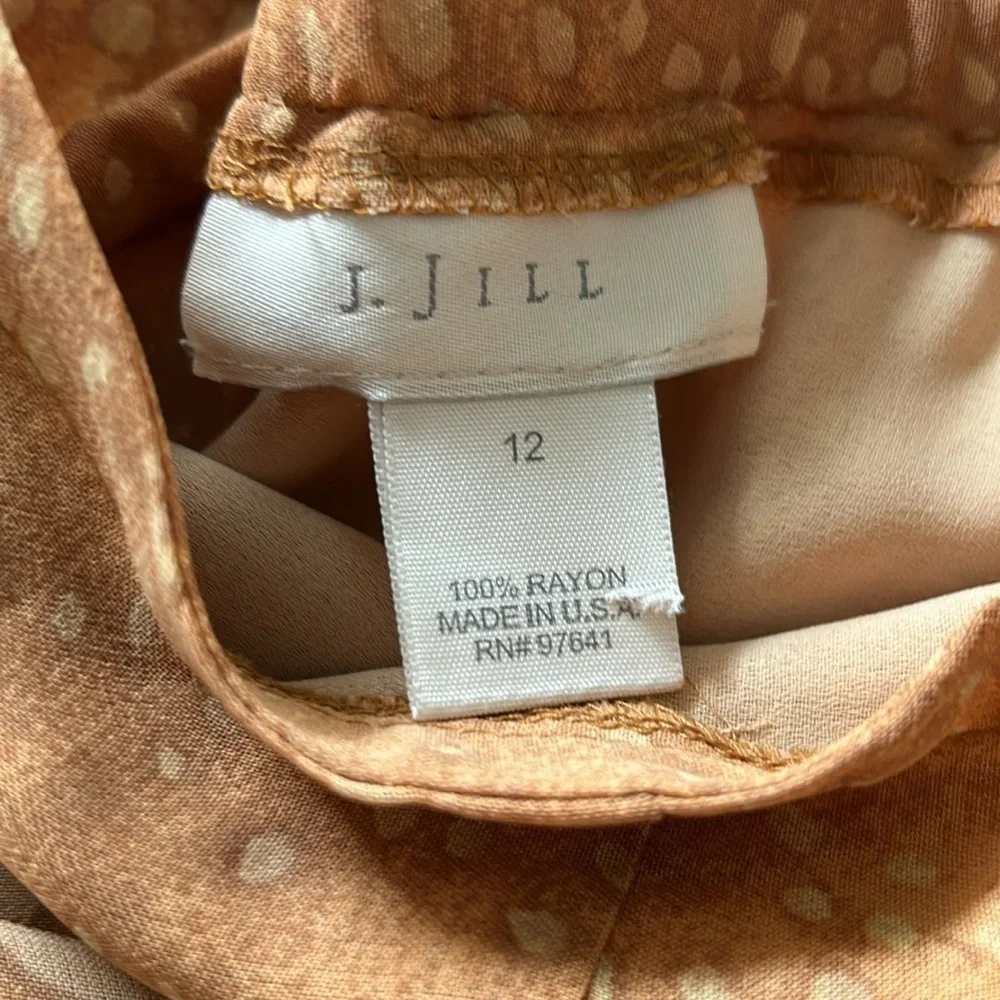 J. JILL
12
100% RAYON
MADE IN U.S.A.
RN# 97641